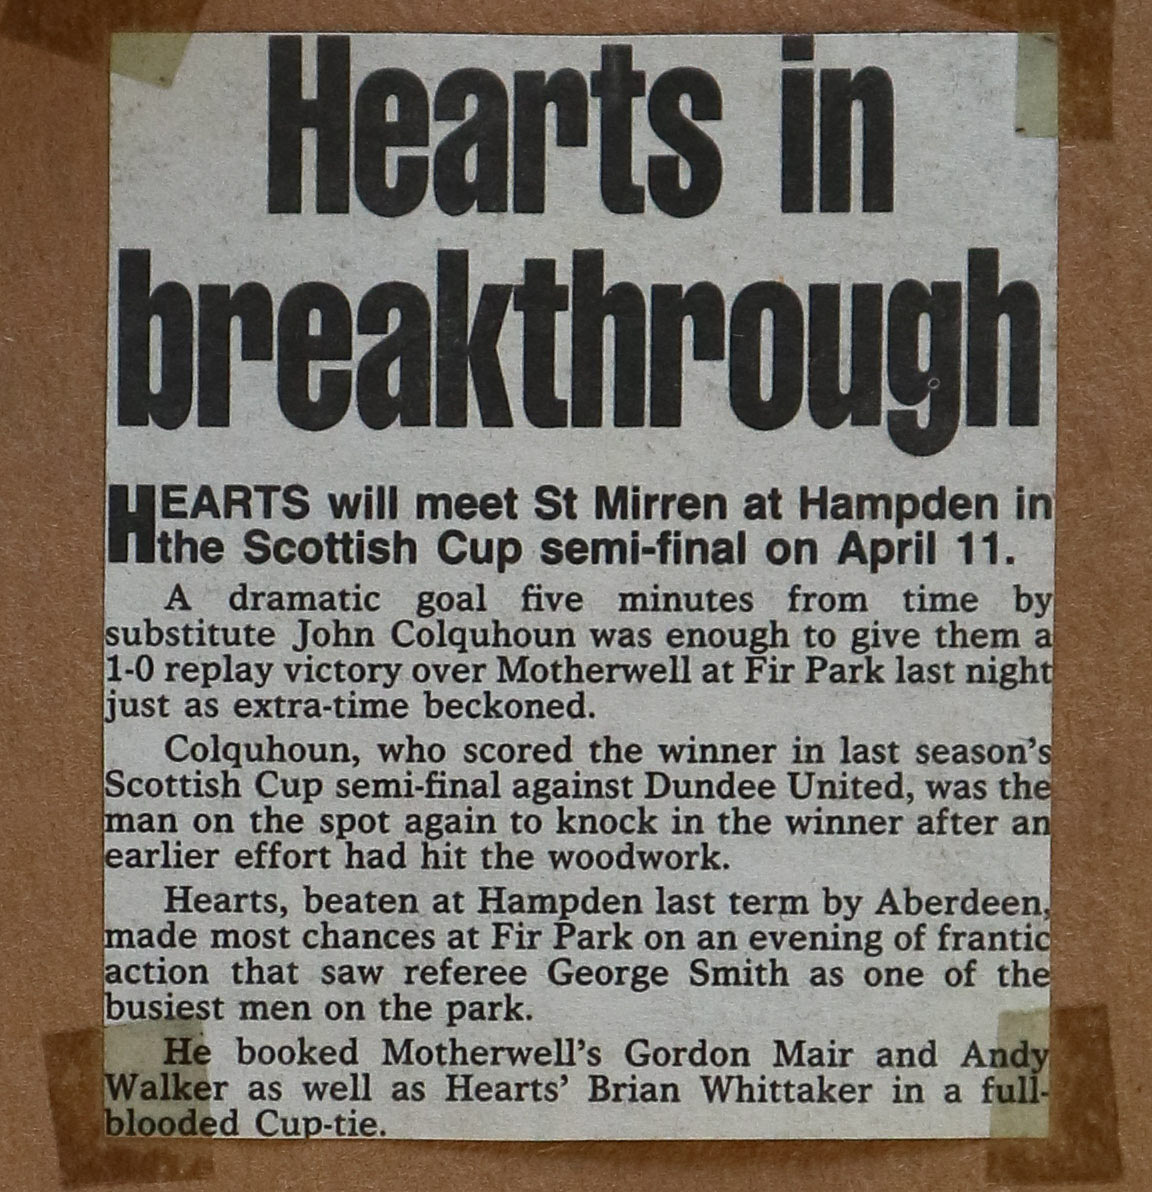 Hearts in
breakthrough
HEARTS will meet St Mirren at Hampden in
the Scottish Cup semi-final on April 11.
A dramatic goal five minutes from time by
substitute John Colquhoun was enough to give them a
1-0 replay victory over Motherwell at Fir Park last night
just as extra-time beckoned.
Colquhoun, who scored the winner in last season's
Scottish Cup semi-final against Dundee United, was the
man on the spot again to knock in the winner after an
earlier effort had hit the woodwork.
Hearts, beaten at Hampden last term by Aberdeen,
made most chances at Fir Park on an evening of frantic
action that saw referee George Smith as one of the
busiest men on the park.
He booked Motherwell's Gordon Mair and Andy
Walker as well as Hearts' Brian Whittaker in a full-
blooded Cup-tie.